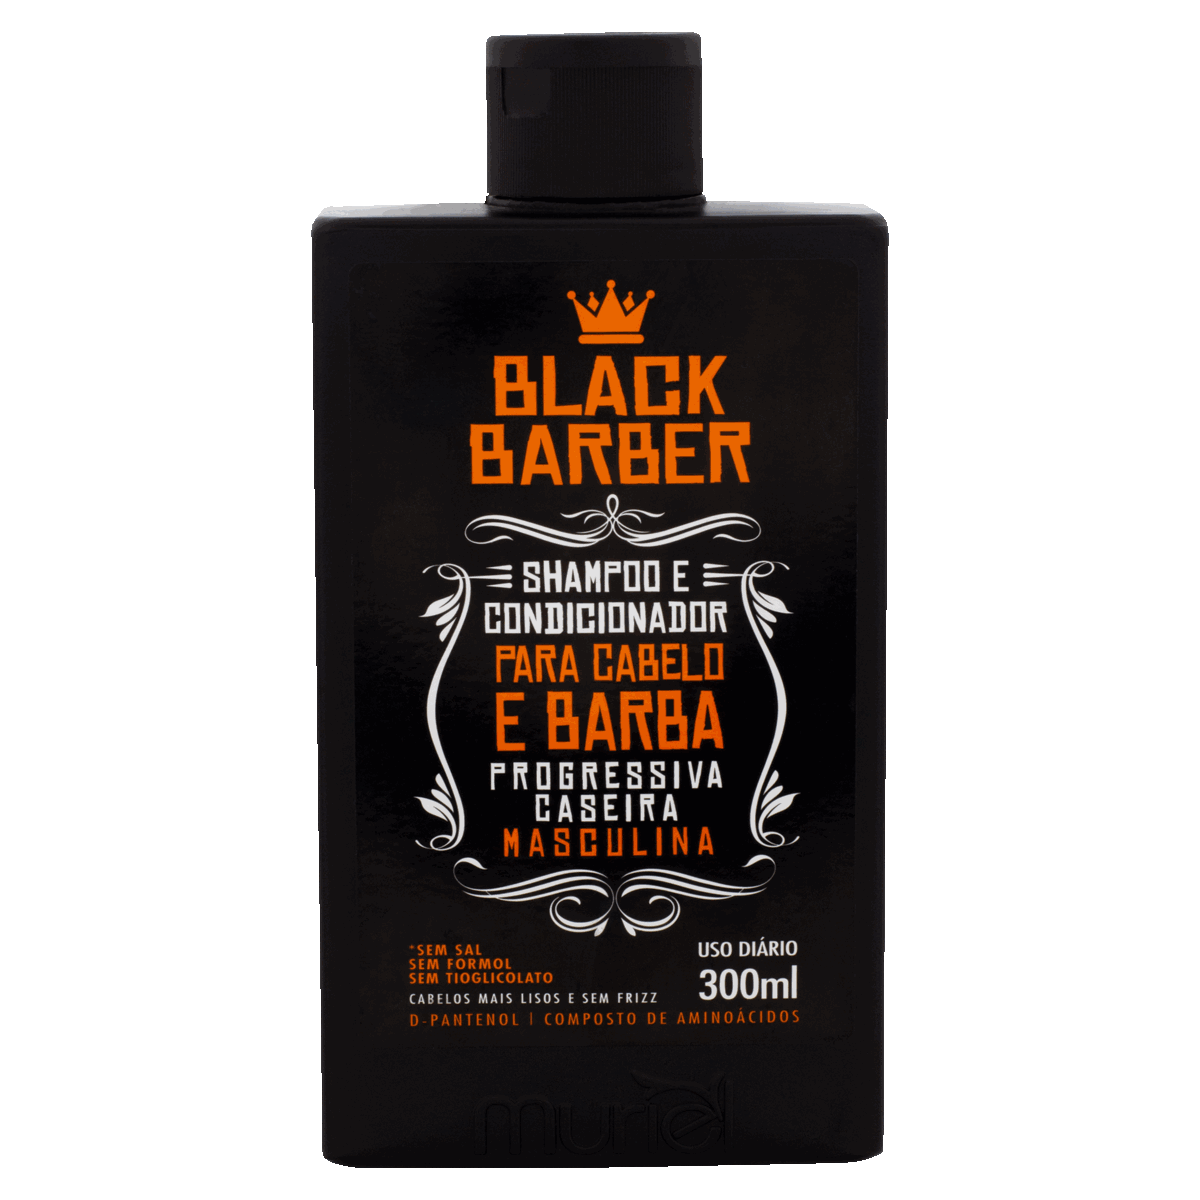 BLACK
BARBER
SHAMPOO E
CONDICIONADOR
PARA CABELO
E BARBA
PROGRESSIVA
CASEIRA
MASCULINA
*SEM SAL
SEM FORMOL
SEM TIOGLICOLATO
CABELOS MAIS LISOS E SEM FRIZZ
D-PANTENOL | COMPOSTO DE AMINOÁCIDOS
USO DIÁRIO
300ml
muriel